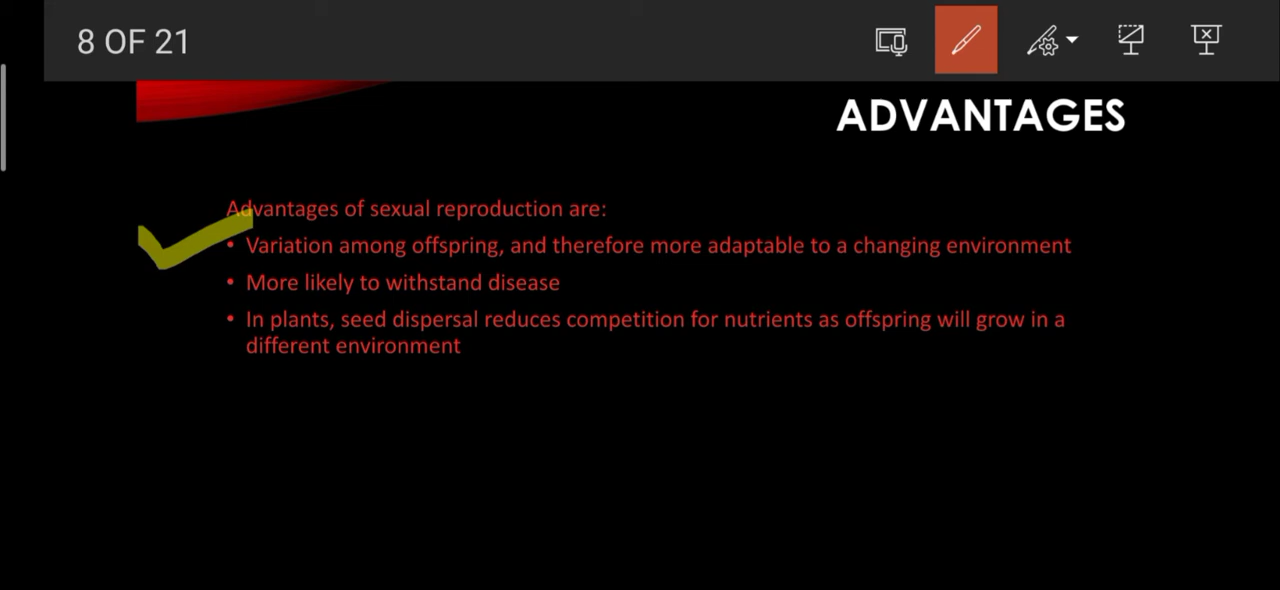 8 OF 21
ADVANTAGES
Advantages of sexual reproduction are:
• Variation among offspring, and therefore more adaptable to a changing environment
• More likely to withstand disease
• In plants, seed dispersal reduces competition for nutrients as offspring will grow in a
different environment